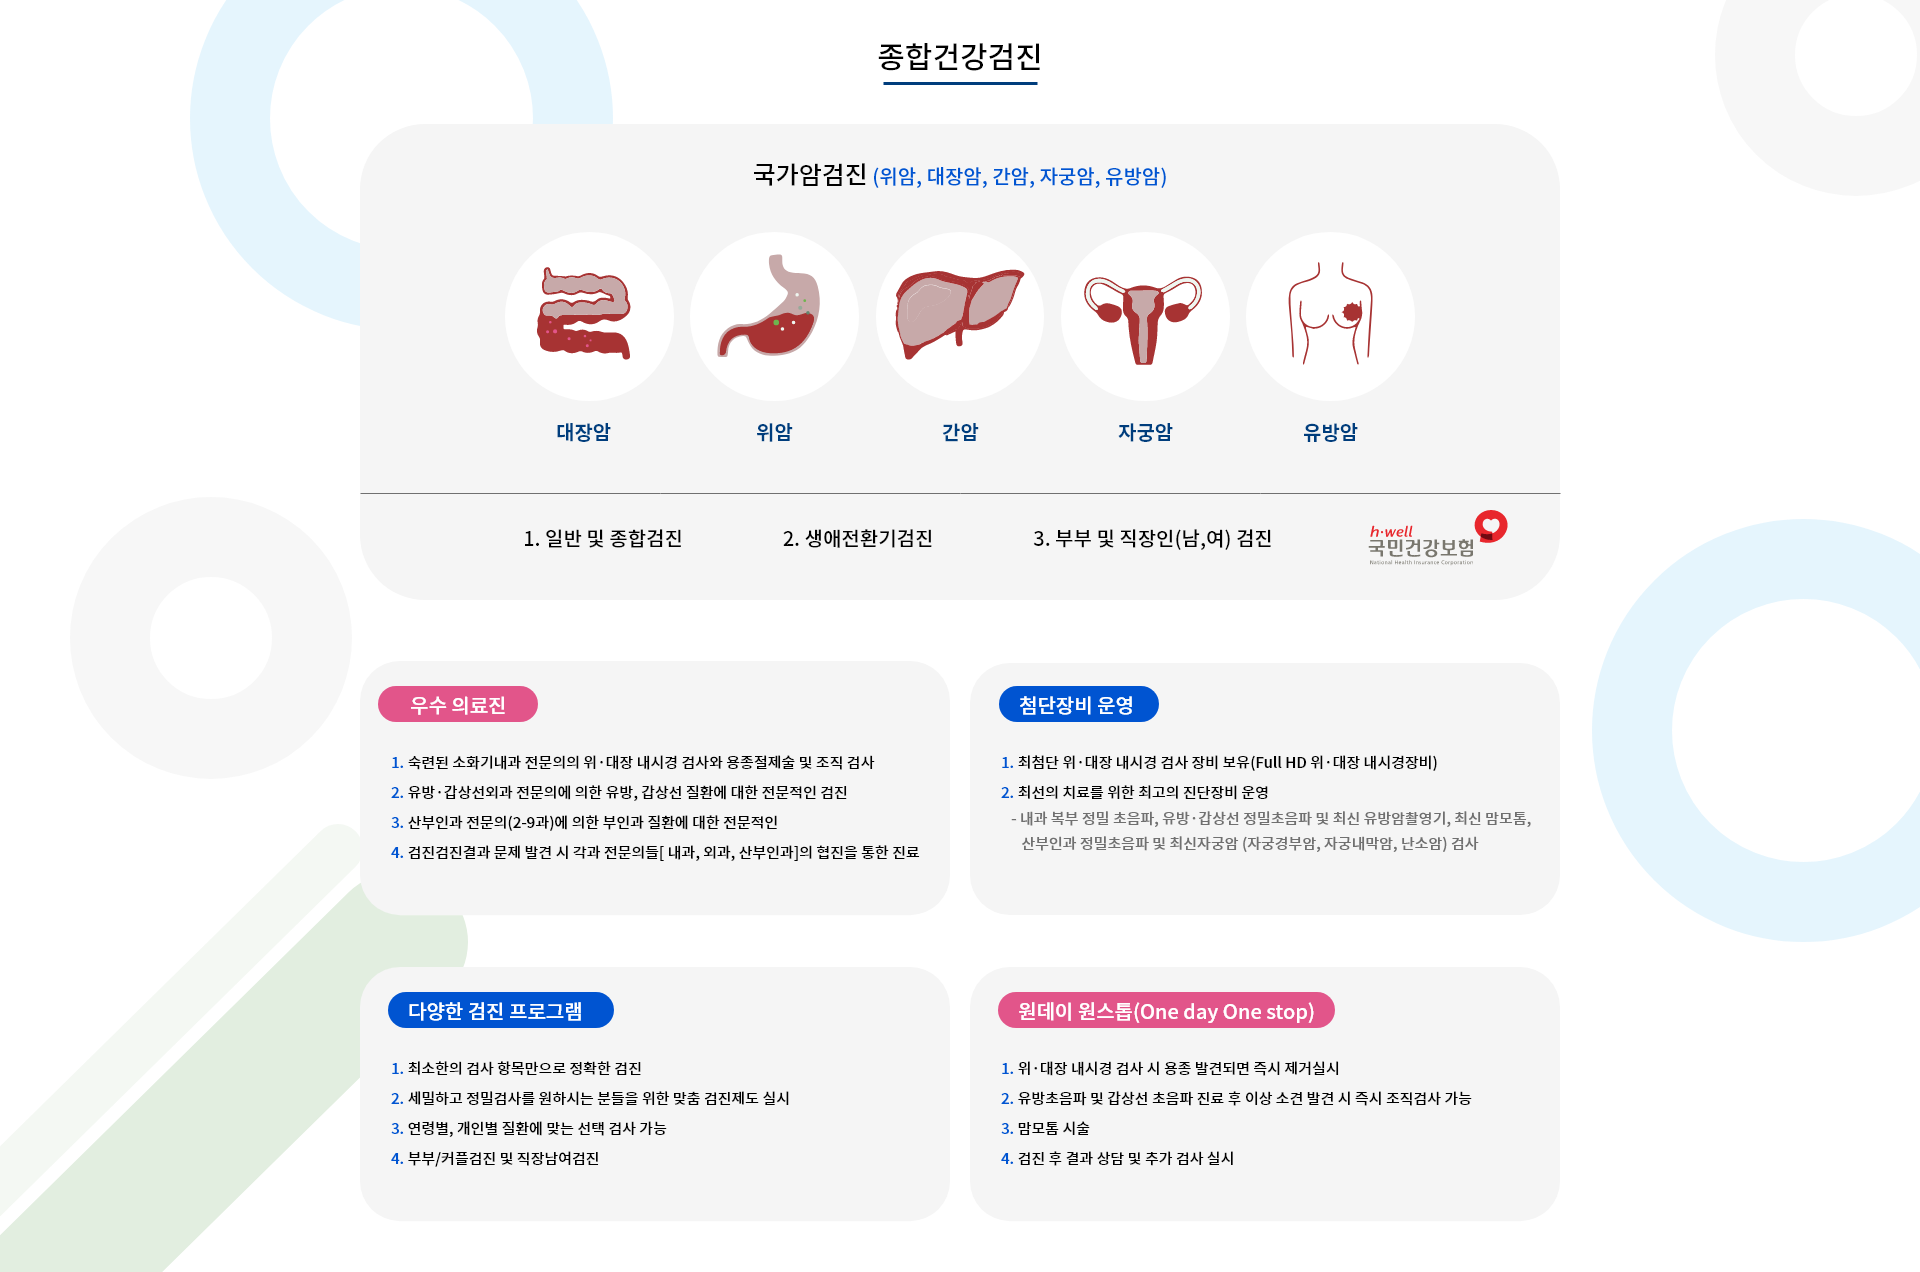 종합건강검진
국가암검진 (위암, 대장암, 간암, 자궁암, 유방암)
대장암
위암
간암
자궁암
유방암
1. 일반 및 종합검진
2. 생애전환기검진
3. 부부 및 직장인(남,여) 검진
h·well
국민건강보험
National Health Insurance Corporation
우수 의료진
1. 숙련된 소화기내과 전문의의 위·대장 내시경 검사와 용종절제술 및 조직 검사
2. 유방·갑상선외과 전문의에 의한 유방, 갑상선 질환에 대한 전문적인 검진
3. 산부인과 전문의(2-9과)에 의한 부인과 질환에 대한 전문적인
4. 검진검진결과 문제 발견 시 각과 전문의들[ 내과, 외과, 산부인과]의 협진을 통한 진료
첨단장비 운영
1. 최첨단 위·대장 내시경 검사 장비 보유(Full HD 위·대장 내시경장비)
2. 최선의 치료를 위한 최고의 진단장비 운영
- 내과 복부 정밀 초음파, 유방·갑상선 정밀초음파 및 최신 유방암촬영기, 최신 맘모톰,
산부인과 정밀초음파 및 최신자궁암 (자궁경부암, 자궁내막암, 난소암) 검사
다양한 검진 프로그램
1. 최소한의 검사 항목만으로 정확한 검진
2. 세밀하고 정밀검사를 원하시는 분들을 위한 맞춤 검진제도 실시
3. 연령별, 개인별 질환에 맞는 선택 검사 가능
4. 부부/커플검진 및 직장남여검진
원데이 원스톱(One day One stop)
1. 위·대장 내시경 검사 시 용종 발견되면 즉시 제거실시
2. 유방초음파 및 갑상선 초음파 진료 후 이상 소견 발견 시 즉시 조직검사 가능
3. 맘모톰 시술
4. 검진 후 결과 상담 및 추가 검사 실시